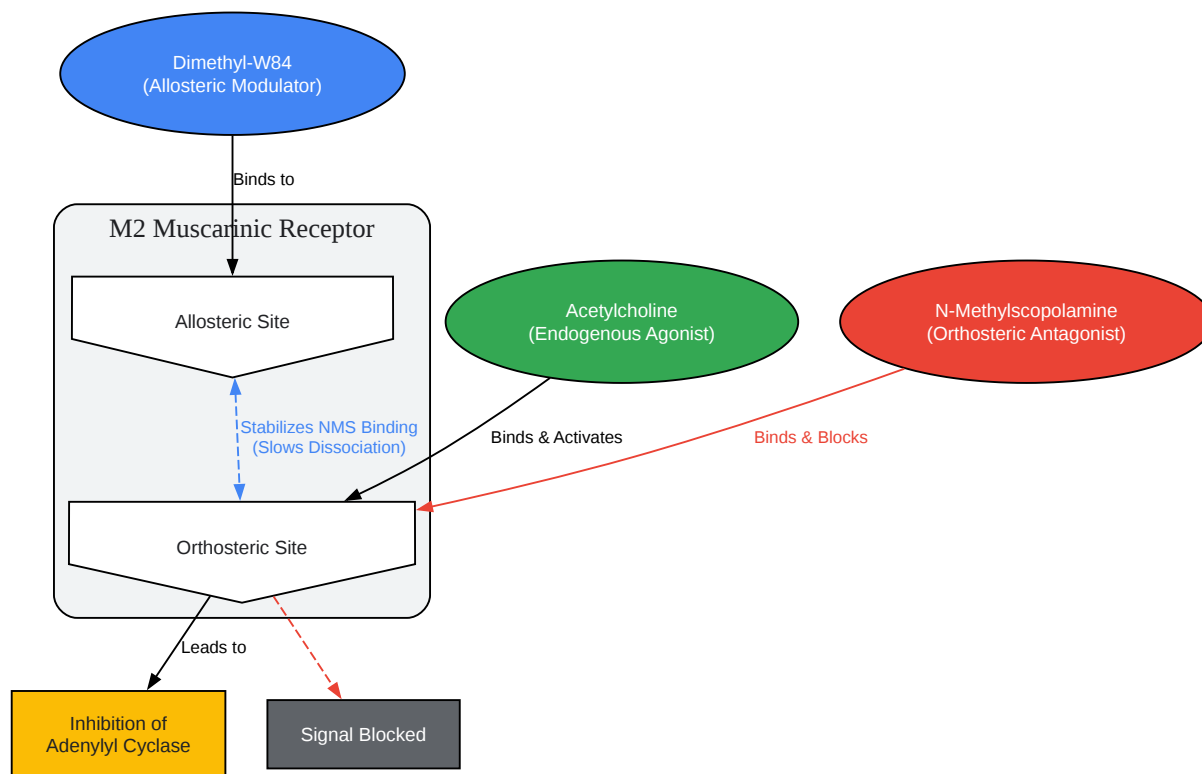 Dimethyl-W84
(Allosteric Modulator)
Binds to
M2 Muscarinic Receptor
Allosteric Site
Acetylcholine
(Endogenous Agonist)
N-Methylscopolamine
(Orthosteric Antagonist)
Stabilizes NMS Binding
(Slows Dissociation)
Binds & Activates
Binds & Blocks
Orthosteric Site
Leads to
Inhibition of
Adenylyl Cyclase
Signal Blocked